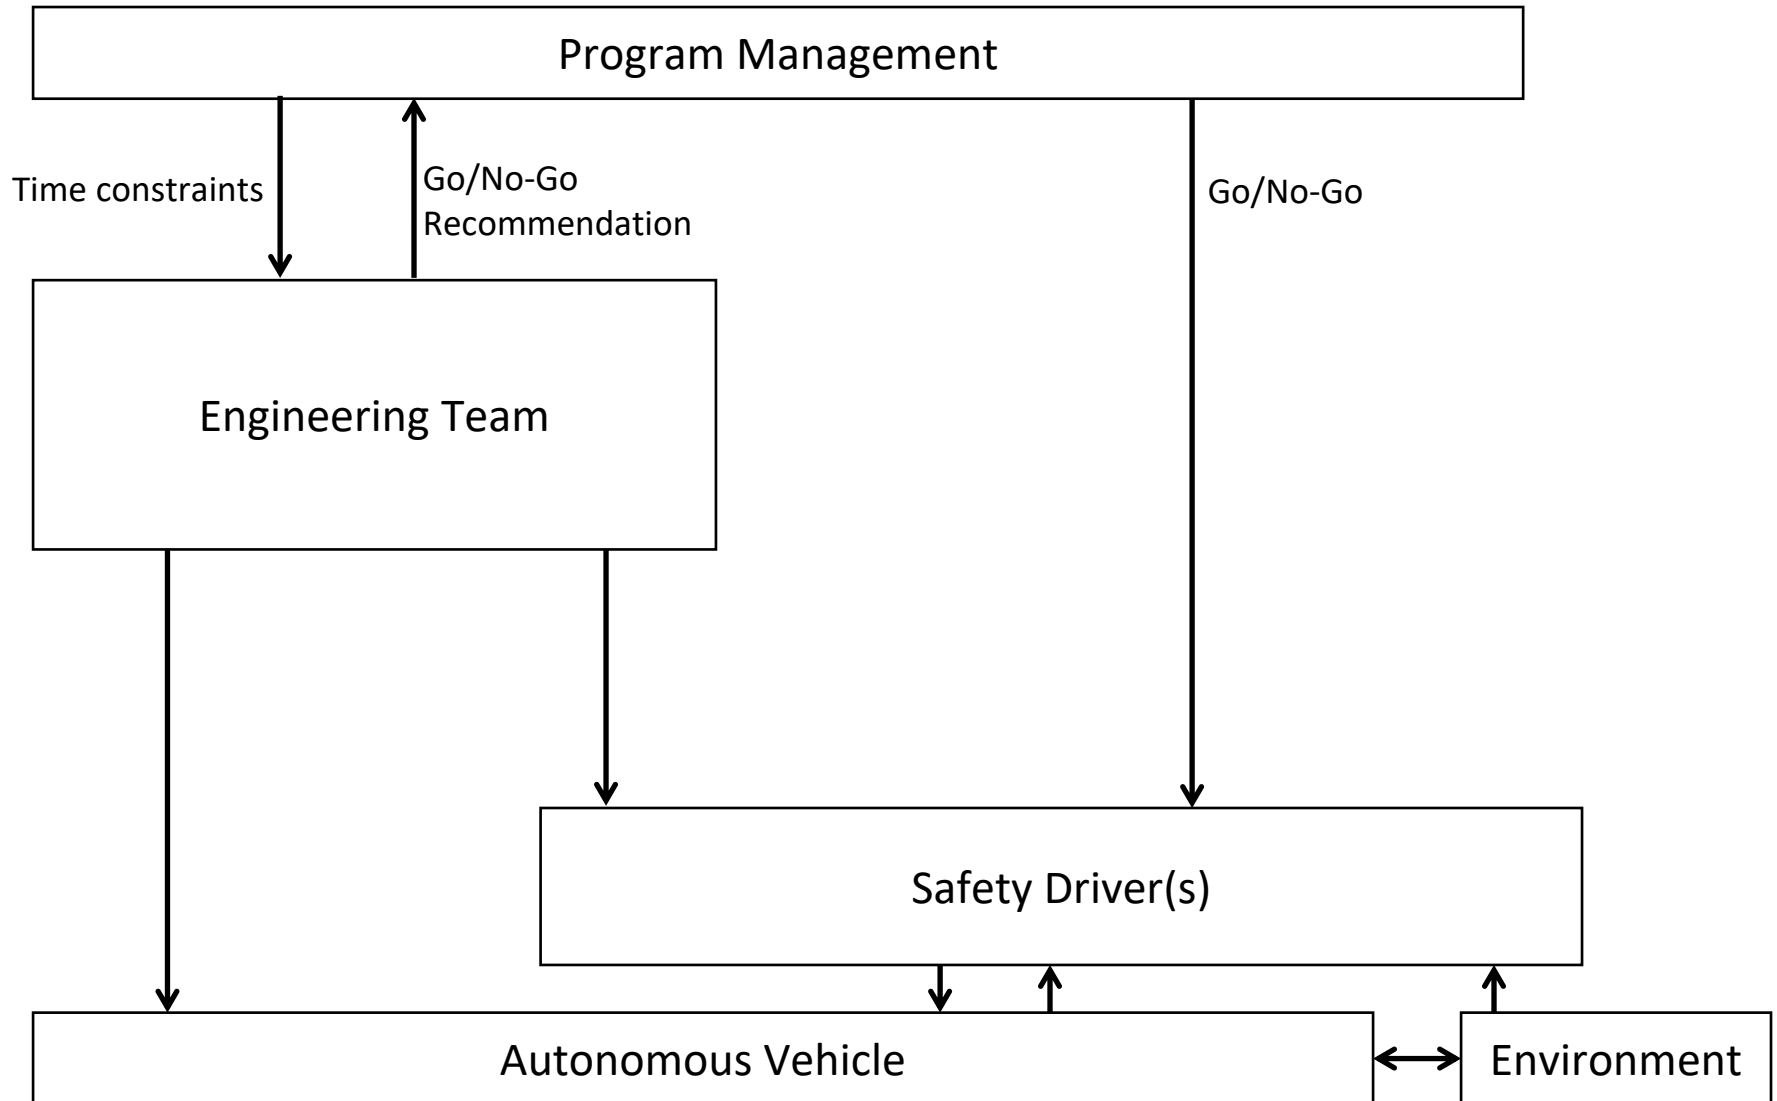 Program Management
Time constraints
Go/No-Go
Recommendation
Go/No-Go
Engineering Team
Safety Driver(s)
Autonomous Vehicle
Environment